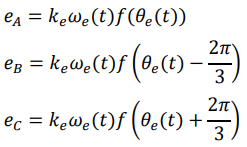 e_A = k_e ω_e(t) f(θ_e(t))
e_B = k_e ω_e(t) f(θ_e(t) − 2π/3)
e_C = k_e ω_e(t) f(θ_e(t) + 2π/3)